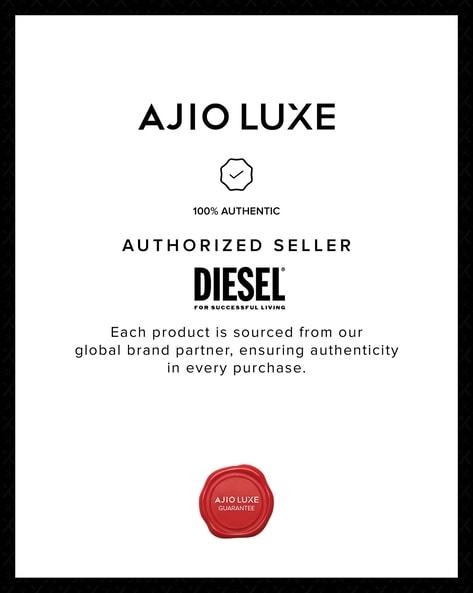 AJIO LUXE
100% AUTHENTIC
AUTHORIZED SELLER
DIESEL®
FOR SUCCESSFUL LIVING
Each product is sourced from our
global brand partner, ensuring authenticity
in every purchase.
AJIO LUXE
GUARANTEE